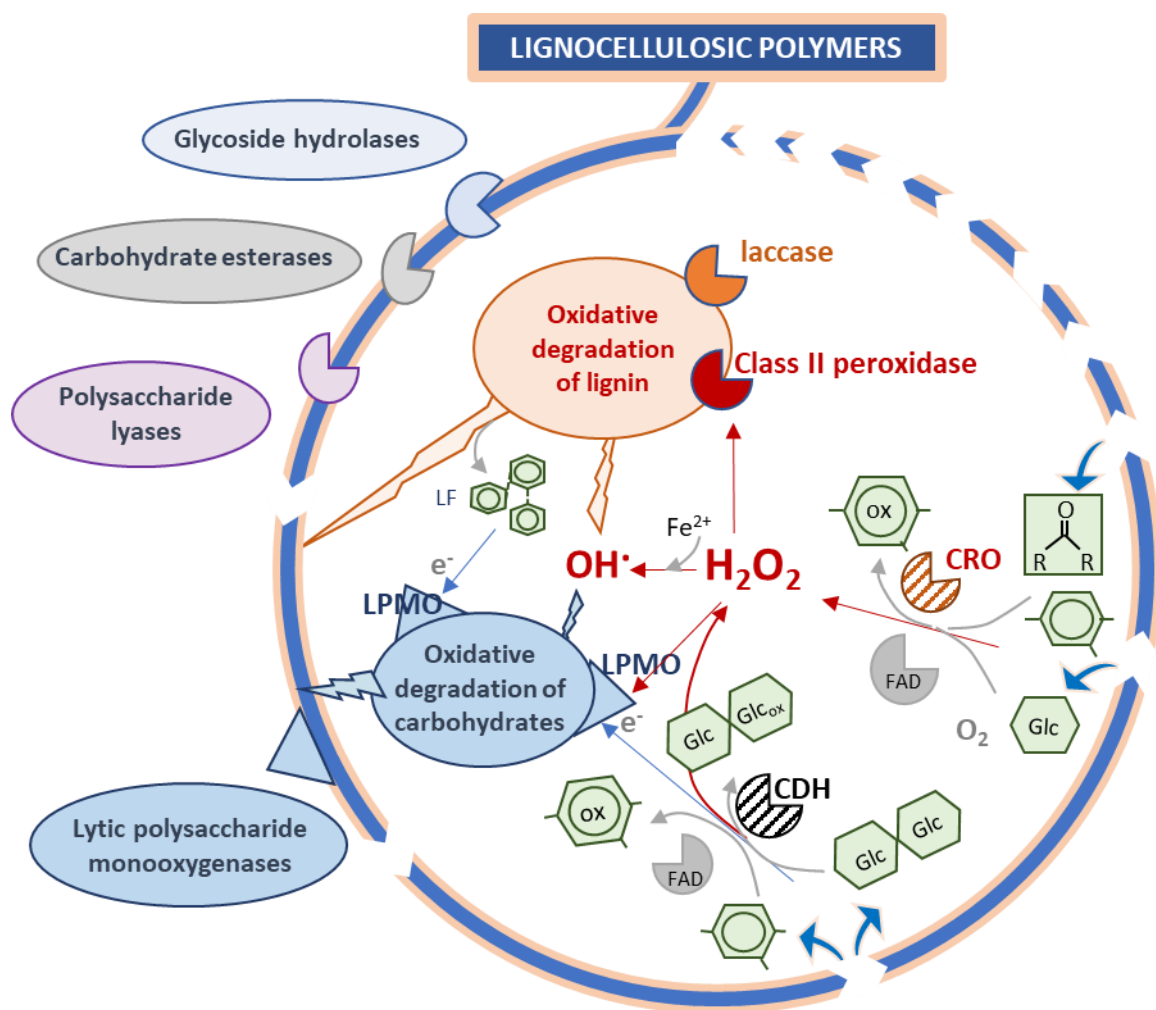 LIGNOCELLULOSIC POLYMERS
Glycoside hydrolases
Carbohydrate esterases
Polysaccharide
lyases
laccase
Oxidative
degradation
of lignin
Class II peroxidase
LF
e⁻
Fe²⁺
OH·
H₂O₂
ox
CRO
O
R R
FAD
O₂
Glc
LPMO
Oxidative
degradation of
carbohydrates
LPMO
e⁻
Glc
Glcₒₓ
CDH
ox
FAD
Glc
Glc
Lytic polysaccharide
monooxygenases